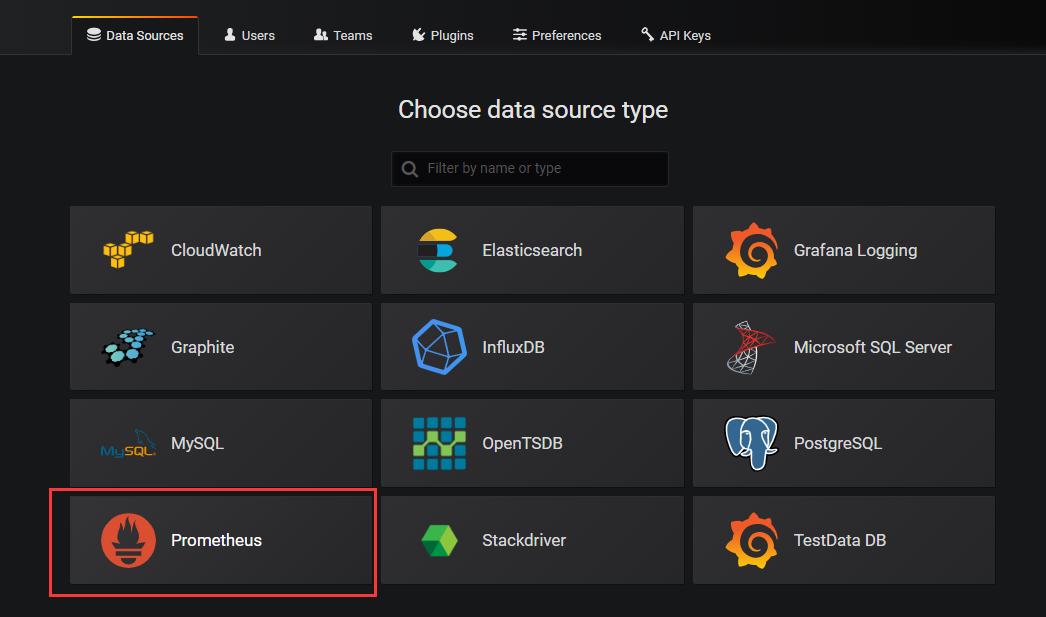 Data Sources Users Teams Plugins Preferences API Keys
Choose data source type
Filter by name or type
CloudWatch Elasticsearch Grafana Logging
Graphite InfluxDB Microsoft SQL Server
MySQL MySQL OpenTSDB PostgreSQL
Prometheus Stackdriver TestData DB